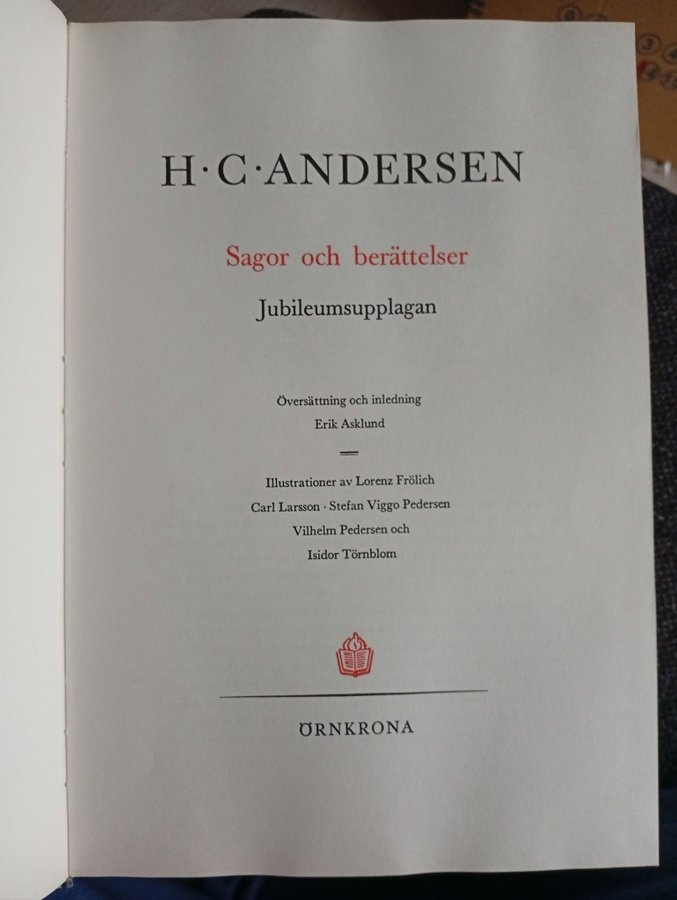 H·C·ANDERSEN
Sagor och berättelser
Jubileumsupplagan
Översättning och inledning
Erik Asklund
Illustrationer av Lorenz Frölich
Carl Larsson · Stefan Viggo Pedersen
Vilhelm Pedersen och
Isidor Törnblom
ÖRNKRONA